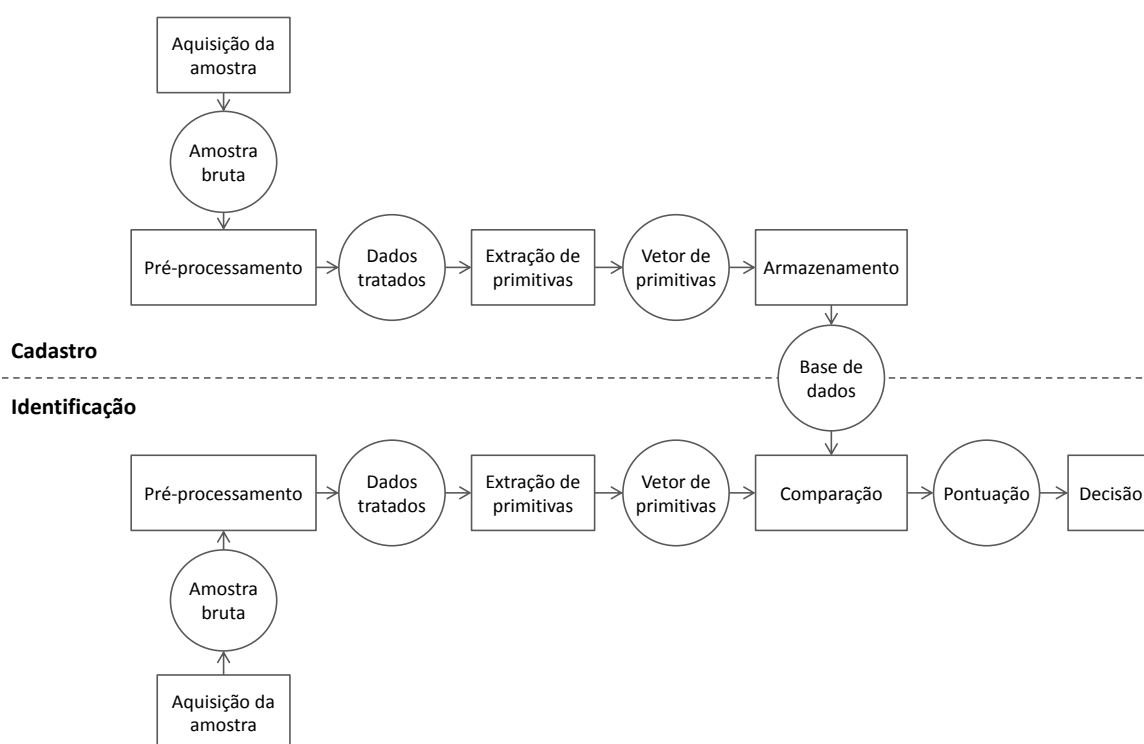 Aquisição da
amostra
Amostra
bruta
Pré-processamento
Dados
tratados
Extração de
primitivas
Vetor de
primitivas
Armazenamento
Cadastro
Base de
dados
Identificação
Pré-processamento
Dados
tratados
Extração de
primitivas
Vetor de
primitivas
Comparação
Pontuação
Decisão
Amostra
bruta
Aquisição da
amostra